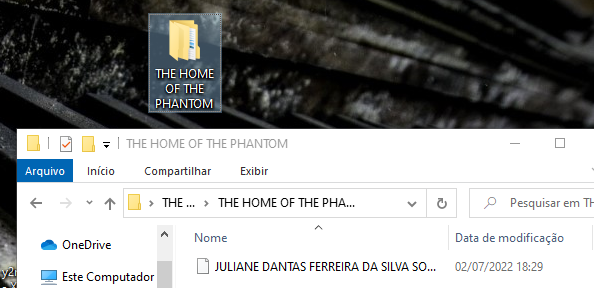 THE HOME
OF THE
PHANTOM
THE HOME OF THE PHANTOM
Arquivo Início Compartilhar Exibir
THE ... THE HOME OF THE PHA... Pesquisar em TH
Nome Data de modificação
OneDrive
JULIANE DANTAS FERREIRA DA SILVA SO... 02/07/2022 18:29
Este Computador